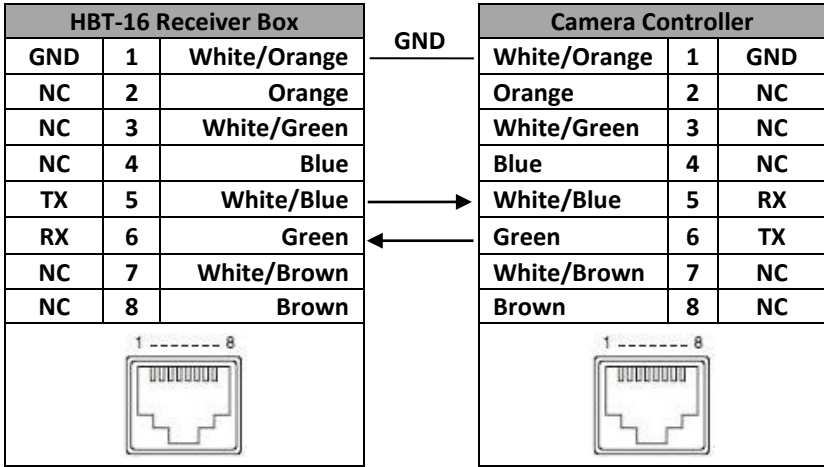 HBT-16 Receiver Box GND Camera Controller
GND 1 White/Orange White/Orange 1 GND
NC 2 Orange Orange 2 NC
NC 3 White/Green White/Green 3 NC
NC 4 Blue Blue 4 NC
TX 5 White/Blue White/Blue 5 RX
RX 6 Green Green 6 TX
NC 7 White/Brown White/Brown 7 NC
NC 8 Brown Brown 8 NC
1 ------- 8 1 ------- 8